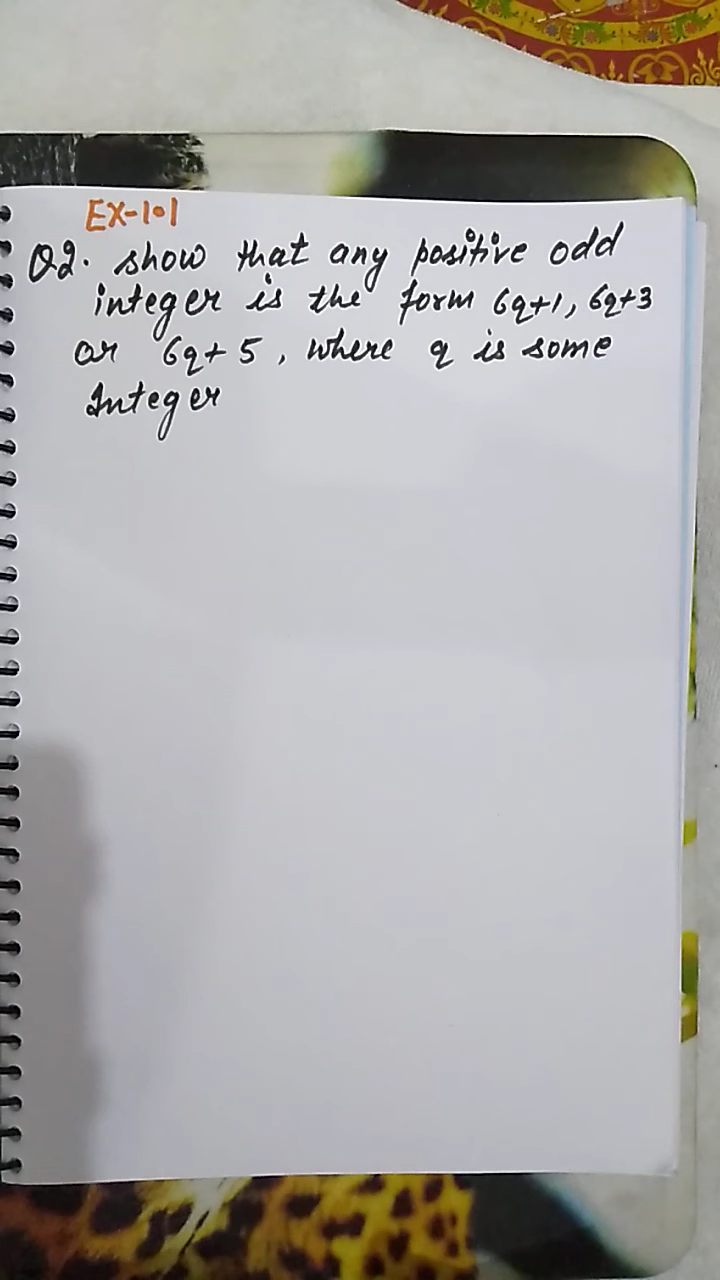 EX-1.1
Q2. show that any positive odd
integer is the form 6q+1, 6q+3
or 6q+5, where q is some
Integer